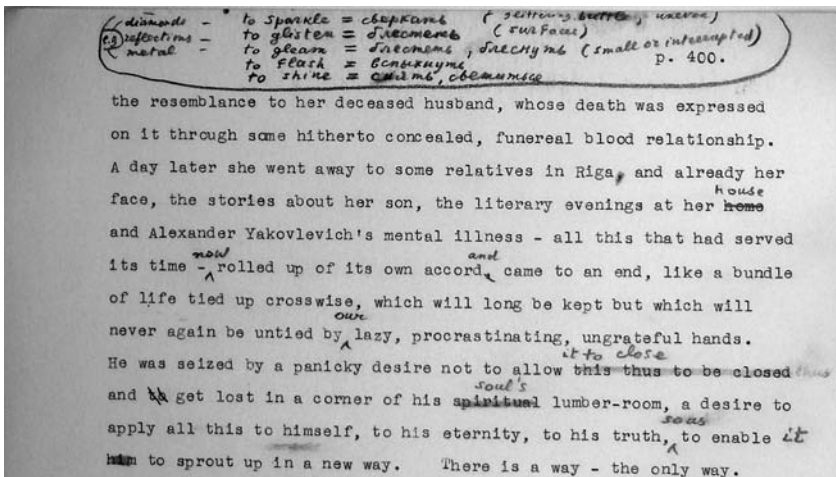 diamonds - to sparkle = сверкать (glittering, uneven)
e.g. reflections - to glisten = блестеть (surface)
metal - to gleam = блестеть, блеснуть (small or interrupted)
to flash = вспыхнуть p. 400.
to shine = сиять, светиться
the resemblance to her deceased husband, whose death was expressed
on it through some hitherto concealed, funereal blood relationship.
A day later she went away to some relatives in Riga, and already her
house
face, the stories about her son, the literary evenings at her home
and Alexander Yakovlevich's mental illness - all this that had served
now and
its time - rolled up of its own accord, came to an end, like a bundle
of life tied up crosswise, which will long be kept but which will
our
never again be untied by lazy, procrastinating, ungrateful hands.
it to close
He was seized by a panicky desire not to allow this thus to be closed thus
soul's
and to get lost in a corner of his spiritual lumber-room, a desire to
so as
apply all this to himself, to his eternity, to his truth, to enable it
him to sprout up in a new way. There is a way - the only way.